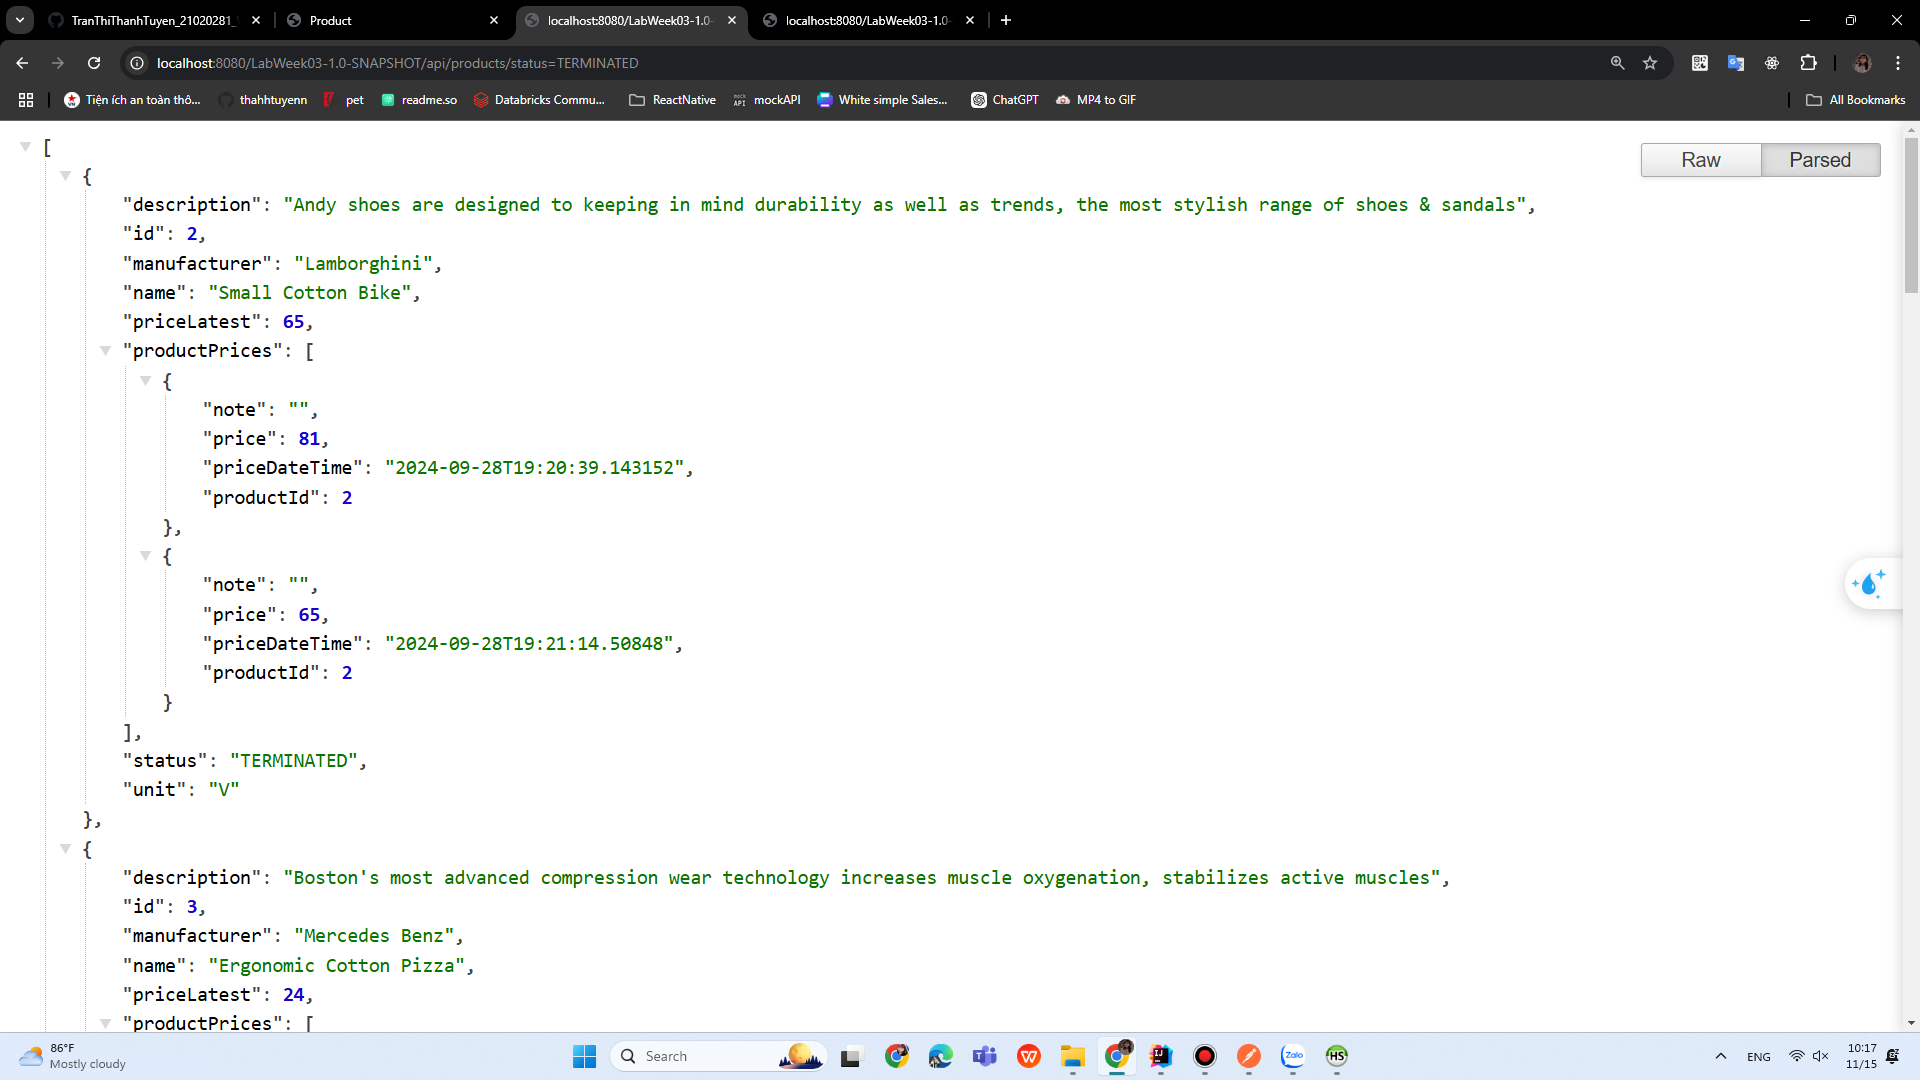 TranThiThanhTuyen_21020281_
Product
localhost:8080/LabWeek03-1.0-
localhost:8080/LabWeek03-1.0-
localhost:8080/LabWeek03-1.0-SNAPSHOT/api/products/status=TERMINATED
Tiện ích an toàn thô...
thahhtuyenn
pet
readme.so
Databricks Commu...
ReactNative
mock API
mockAPI
White simple Sales...
ChatGPT
MP4 to GIF
All Bookmarks
Raw
Parsed
[
{
"description": "Andy shoes are designed to keeping in mind durability as well as trends, the most stylish range of shoes & sandals",
"id": 2,
"manufacturer": "Lamborghini",
"name": "Small Cotton Bike",
"priceLatest": 65,
"productPrices": [
{
"note": "",
"price": 81,
"priceDateTime": "2024-09-28T19:20:39.143152",
"productId": 2
},
{
"note": "",
"price": 65,
"priceDateTime": "2024-09-28T19:21:14.50848",
"productId": 2
}
],
"status": "TERMINATED",
"unit": "V"
},
{
"description": "Boston's most advanced compression wear technology increases muscle oxygenation, stabilizes active muscles",
"id": 3,
"manufacturer": "Mercedes Benz",
"name": "Ergonomic Cotton Pizza",
"priceLatest": 24,
"productPrices": [
86°F
Mostly cloudy
Search
Zalo
HS
ENG
10:17
11/15